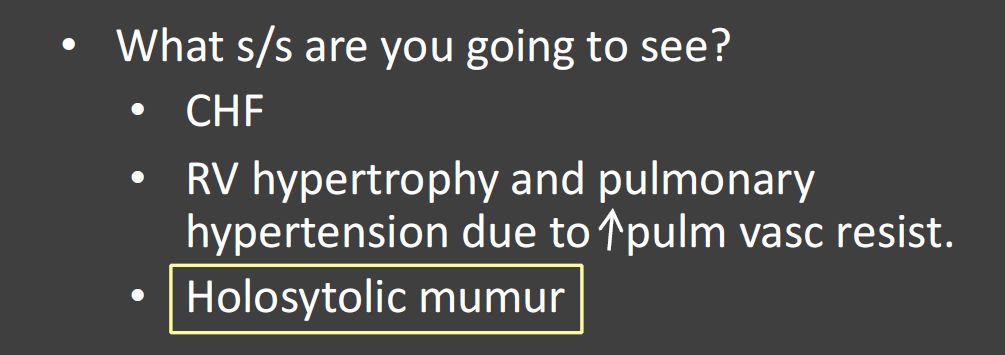 • What s/s are you going to see?
• CHF
• RV hypertrophy and pulmonary
hypertension due to ↑pulm vasc resist.
• Holosytolic mumur